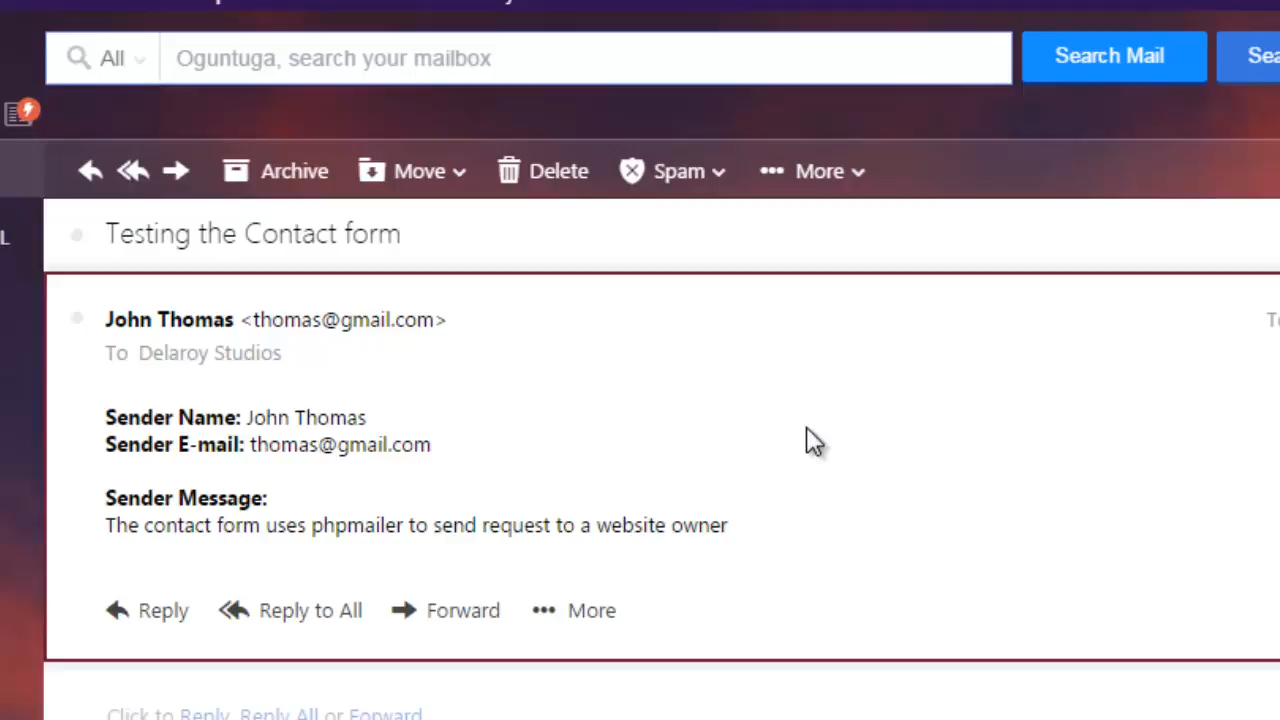 All
Oguntuga, search your mailbox
Search Mail
Archive
Move
Delete
Spam
More
Testing the Contact form
John Thomas <thomas@gmail.com>
To Delaroy Studios
Sender Name: John Thomas
Sender E-mail: thomas@gmail.com
Sender Message:
The contact form uses phpmailer to send request to a website owner
Reply
Reply to All
Forward
More
Click to Reply, Reply All or Forward